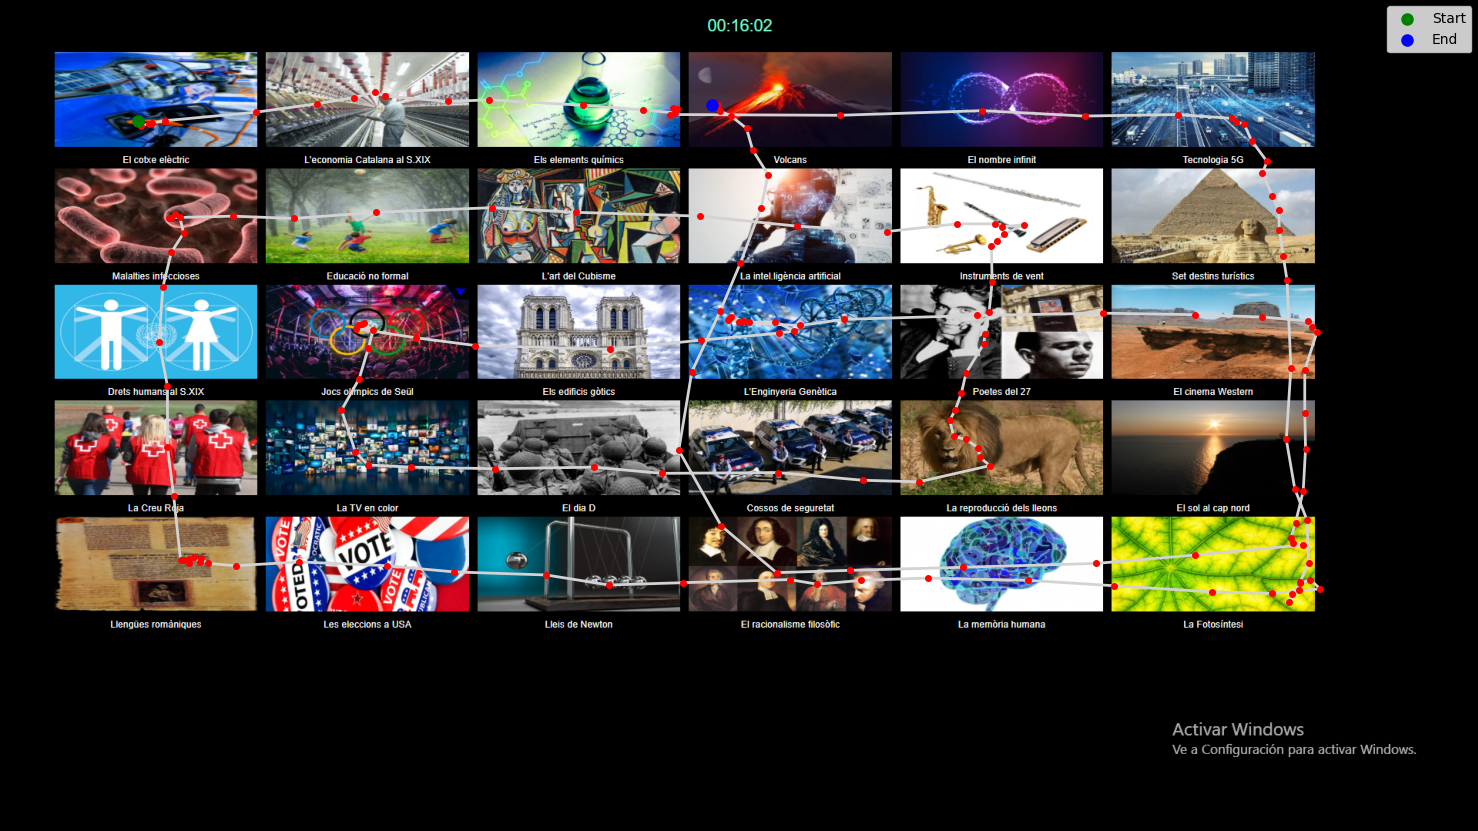 00:16:02
Start
End
El cotxe elèctric
L'economia Catalana al S.XIX
Els elements químics
Volcans
El nombre infinit
Tecnologia 5G
Malalties infeccioses
Educació no formal
L'art del Cubisme
La intel.ligència artificial
Instruments de vent
Set destins turístics
Drets humans al S.XIX
Jocs olímpics de Seül
Els edificis gòtics
L'Enginyeria Genètica
Poetes del 27
El cinema Western
La Creu Roja
La TV en color
El dia D
Cossos de seguretat
La reproducció dels lleons
El sol al cap nord
VOTE
VOTE
VOTED
Llengües romàniques
Les eleccions a USA
Lleis de Newton
El racionalisme filosòfic
La memòria humana
La Fotosíntesi
Activar Windows
Ve a Configuración para activar Windows.